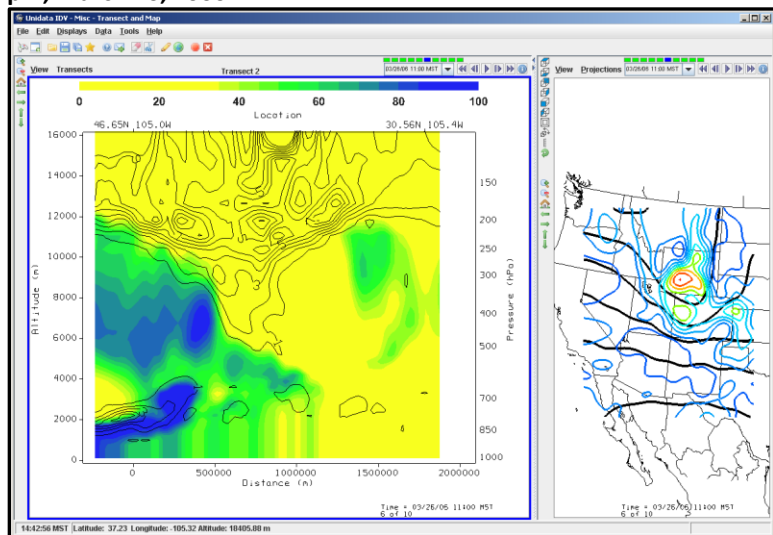 Unidata IDV - Misc - Transect and Map
File Edit Displays Data Tools Help
View Transects
Transect 2
03/26/06 11:00 MST
View Projections
03/26/06 11:00 MST
0 20 40 60 80 100
Location
46.65N 105.0W 30.56N 105.4W
16000
14000
12000
10000
8000
6000
4000
2000
0
Altitude (m)
150
200
250
300
400
500
700
850
1000
Pressure (hPa)
3
0 500000 1000000 1500000 2000000
Distance (m)
Time = 03/26/06 11:00 MST
6 of 10
Time = 03/26/06 11:00 MST
6 of 10
14:42:56 MST Latitude: 37.23 Longitude: -105.32 Altitude: 18405.88 m